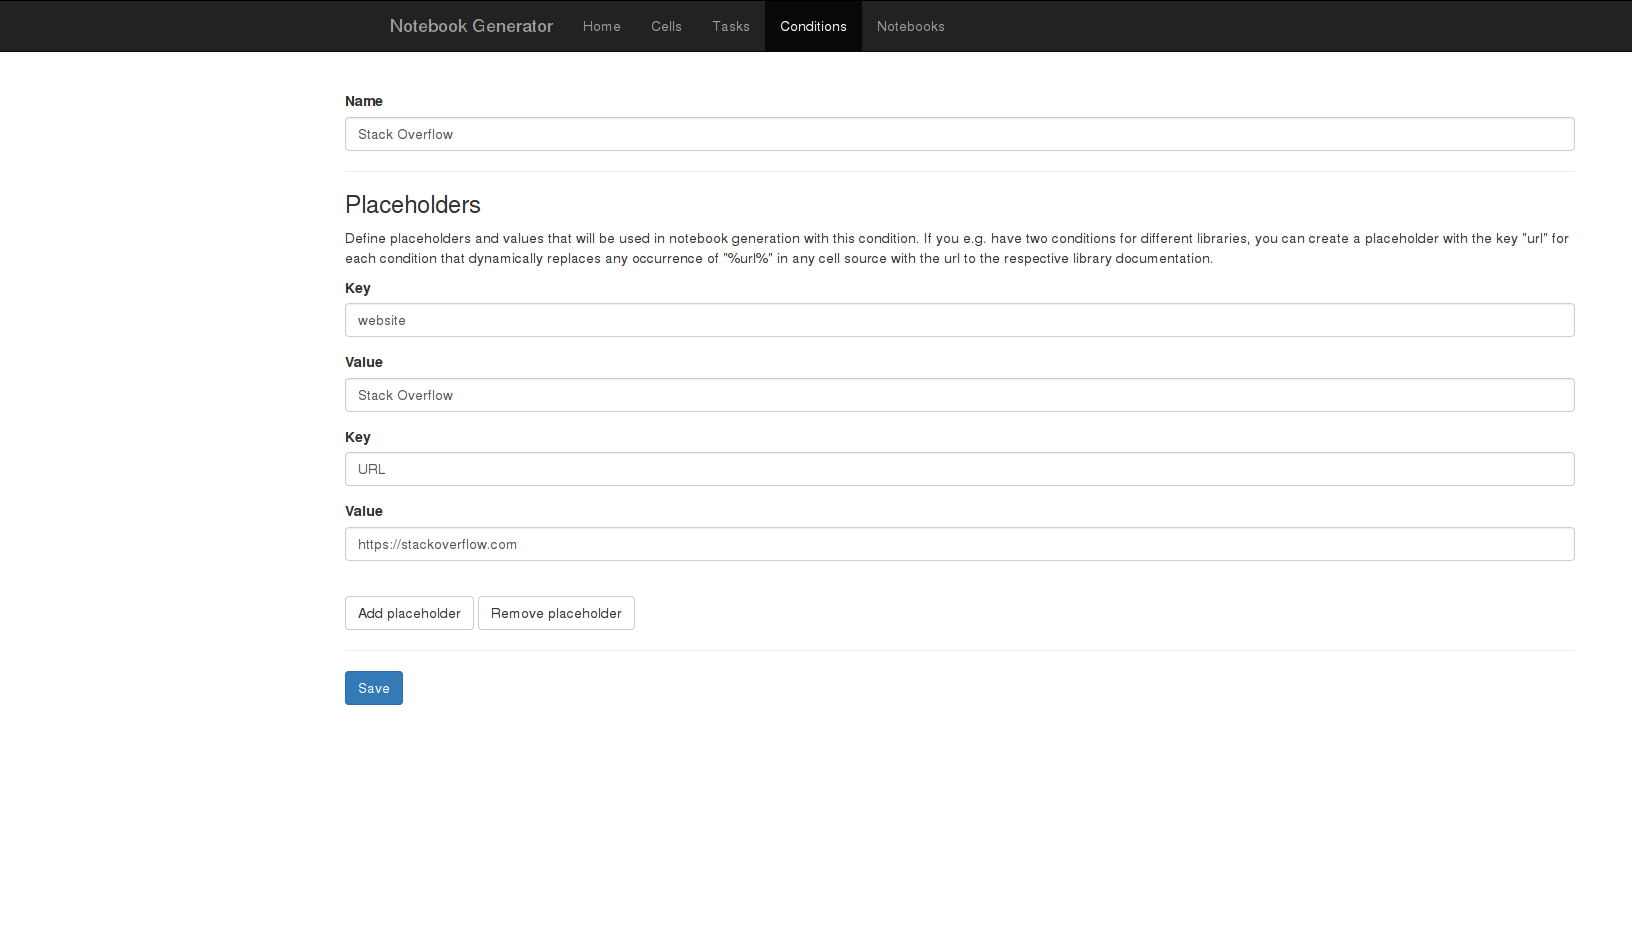 Notebook Generator Home Cells Tasks Conditions Notebooks
Name
Stack Overflow
Placeholders
Define placeholders and values that will be used in notebook generation with this condition. If you e.g. have two conditions for different libraries, you can create a placeholder with the key "url" for
each condition that dynamically replaces any occurrence of "%url%" in any cell source with the url to the respective library documentation.
Key
website
Value
Stack Overflow
Key
URL
Value
https://stackoverflow.com
Add placeholder Remove placeholder
Save